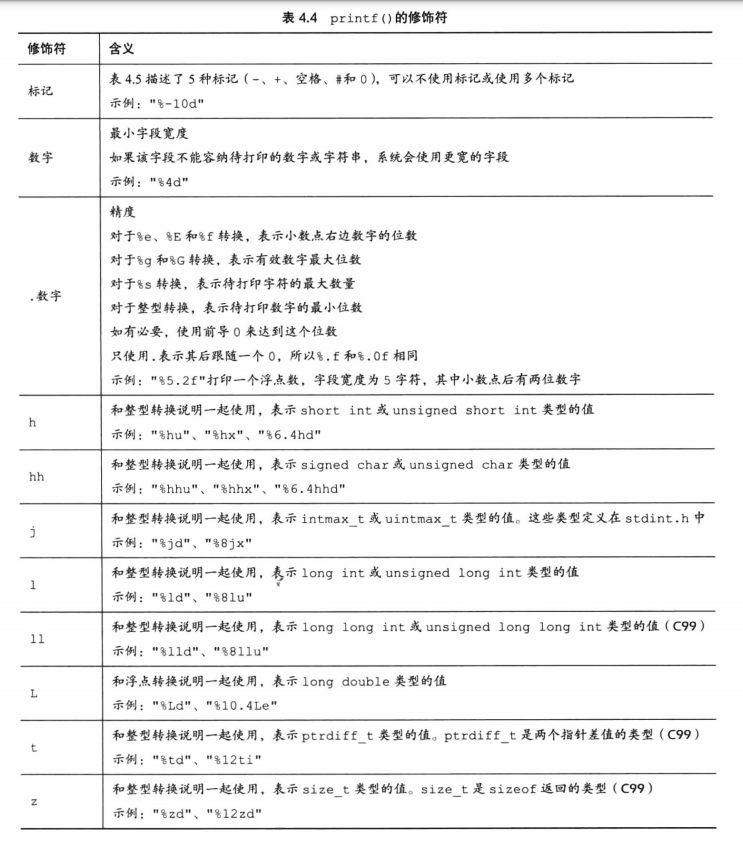 表 4.4 printf()的修饰符
修饰符 含义
标记
表 4.5 描述了 5 种标记（-、+、空格、#和 0），可以不使用标记或使用多个标记
示例："%-10d"
数字
最小字段宽度
如果该字段不能容纳待打印的数字或字符串，系统会使用更宽的字段
示例："%4d"
.数字
精度
对于%e、%E 和%f 转换，表示小数点右边数字的位数
对于%g 和%G 转换，表示有效数字最大位数
对于%s 转换，表示待打印字符的最大数量
对于整型转换，表示待打印数字的最小位数
如有必要，使用前导 0 来达到这个位数
只使用.表示其后跟随一个 0，所以%.f 和%.0f 相同
示例："%5.2f"打印一个浮点数，字段宽度为 5 字符，其中小数点后有两位数字
h
和整型转换说明一起使用，表示 short int 或 unsigned short int 类型的值
示例："%hu"、"%hx"、"%6.4hd"
hh
和整型转换说明一起使用，表示 signed char 或 unsigned char 类型的值
示例："%hhu"、"%hhx"、"%6.4hhd"
j
和整型转换说明一起使用，表示 intmax_t 或 uintmax_t 类型的值。这些类型定义在 stdint.h 中
示例："%jd"、"%8jx"
l
和整型转换说明一起使用，表示 long int 或 unsigned long int 类型的值
示例："%ld"、"%8lu"
ll
和整型转换说明一起使用，表示 long long int 或 unsigned long long int 类型的值（C99）
示例："%lld"、"%8llu"
L
和浮点转换说明一起使用，表示 long double 类型的值
示例："%Ld"、"%10.4Le"
t
和整型转换说明一起使用，表示 ptrdiff_t 类型的值。ptrdiff_t 是两个指针差值的类型（C99）
示例："%td"、"%12ti"
z
和整型转换说明一起使用，表示 size_t 类型的值。size_t 是 sizeof 返回的类型（C99）
示例："%zd"、"%12zd"